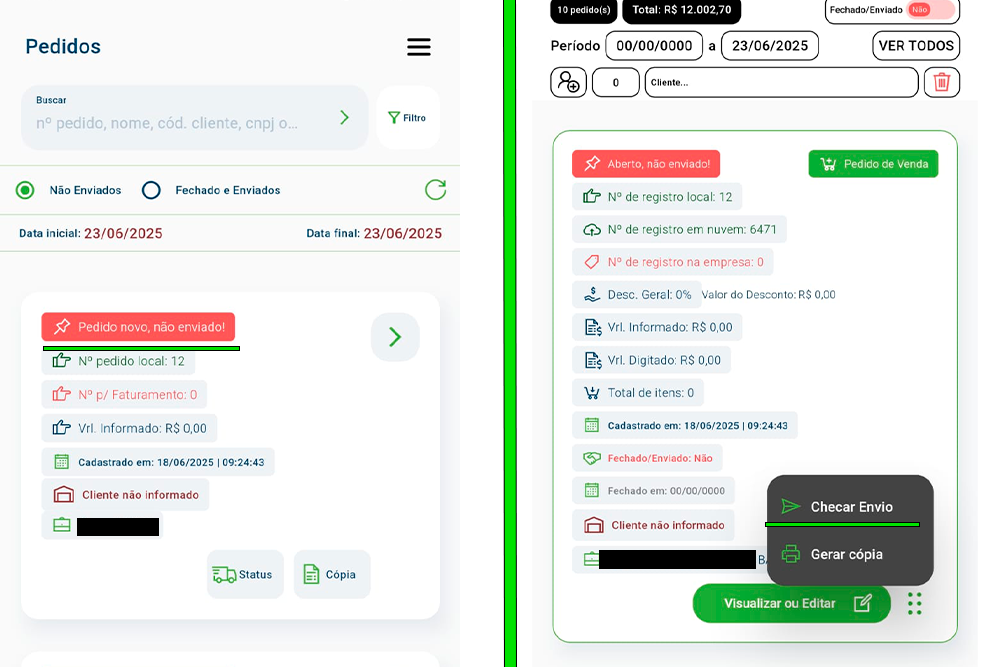 Pedidos
Buscar
nº pedido, nome, cód. cliente, cnpj o...
Filtro
Não Enviados
Fechado e Enviados
Data inicial: 23/06/2025
Data final: 23/06/2025
Pedido novo, não enviado!
Nº pedido local: 12
Nº p/ Faturamento: 0
Vrl. Informado: R$ 0,00
Cadastrado em: 18/06/2025 | 09:24:43
Cliente não informado
Status
Cópia
10 pedido(s)
Total: R$ 12.002,70
Fechado/Enviado
Não
Período 00/00/0000 a 23/06/2025
VER TODOS
0
Cliente...
Aberto, não enviado!
Pedido de Venda
Nº de registro local: 12
Nº de registro em nuvem: 6471
Nº de registro na empresa: 0
Desc. Geral: 0%
Valor do Desconto: R$ 0,00
Vrl. Informado: R$ 0,00
Vrl. Digitado: R$ 0,00
Total de itens: 0
Cadastrado em: 18/06/2025 | 09:24:43
Fechado/Enviado: Não
Fechado em: 00/00/0000
Cliente não informado
Checar Envio
Gerar cópia
Visualizar ou Editar